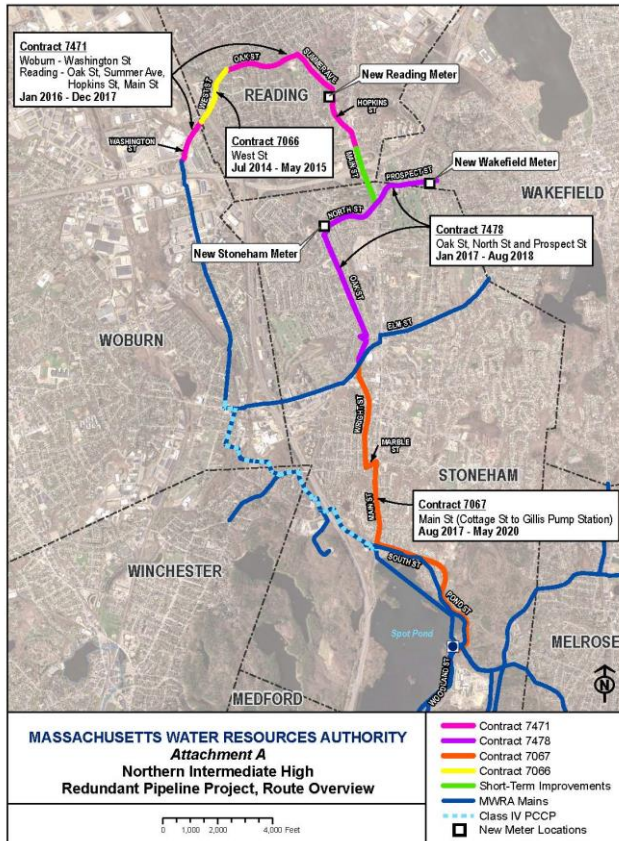 Contract 7471
Woburn - Washington St
Reading - Oak St, Summer Ave,
Hopkins St, Main St
Jan 2016 - Dec 2017
OAK ST
SUMMER AVE
New Reading Meter
READING
WEST ST
HOPKINS
ST
WASHINGTON
ST
Contract 7066
West St
Jul 2014 - May 2015
MAIN ST
PROSPECT ST
New Wakefield Meter
WAKEFIELD
NORTH ST
New Stoneham Meter
Contract 7478
Oak St, North St and Prospect St
Jan 2017 - Aug 2018
OAK ST
WOBURN
ELM ST
WRIGHT ST
MARBLE
ST
STONEHAM
MAIN ST
Contract 7067
Main St (Cottage St to Gillis Pump Station)
Aug 2017 - May 2020
WINCHESTER
SOUTH ST
POND ST
Spot Pond
MELROSE
WOODLAND ST
MEDFORD
N
MASSACHUSETTS WATER RESOURCES AUTHORITY
Attachment A
Northern Intermediate High
Redundant Pipeline Project, Route Overview
0 1,000 2,000 4,000 Feet
Contract 7471
Contract 7478
Contract 7067
Contract 7066
Short-Term Improvements
MWRA Mains
Class IV PCCP
New Meter Locations